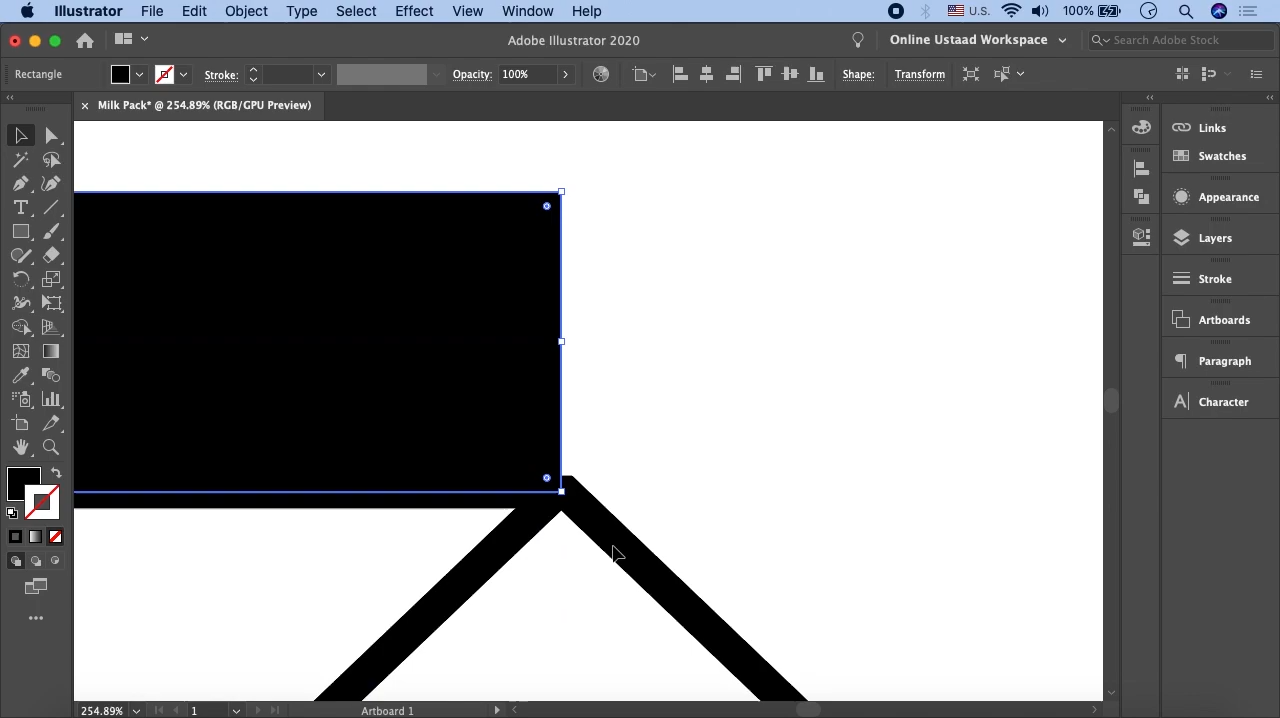 Illustrator File Edit Object Type Select Effect View Window Help U.S. 100%
Adobe Illustrator 2020 Online Ustaad Workspace Search Adobe Stock
Rectangle Stroke: Opacity: 100% Shape: Transform
Milk Pack* @ 254.89% (RGB/GPU Preview)
Links
Swatches
Appearance
Layers
Stroke
Artboards
Paragraph
Character
254.89% 1 Artboard 1